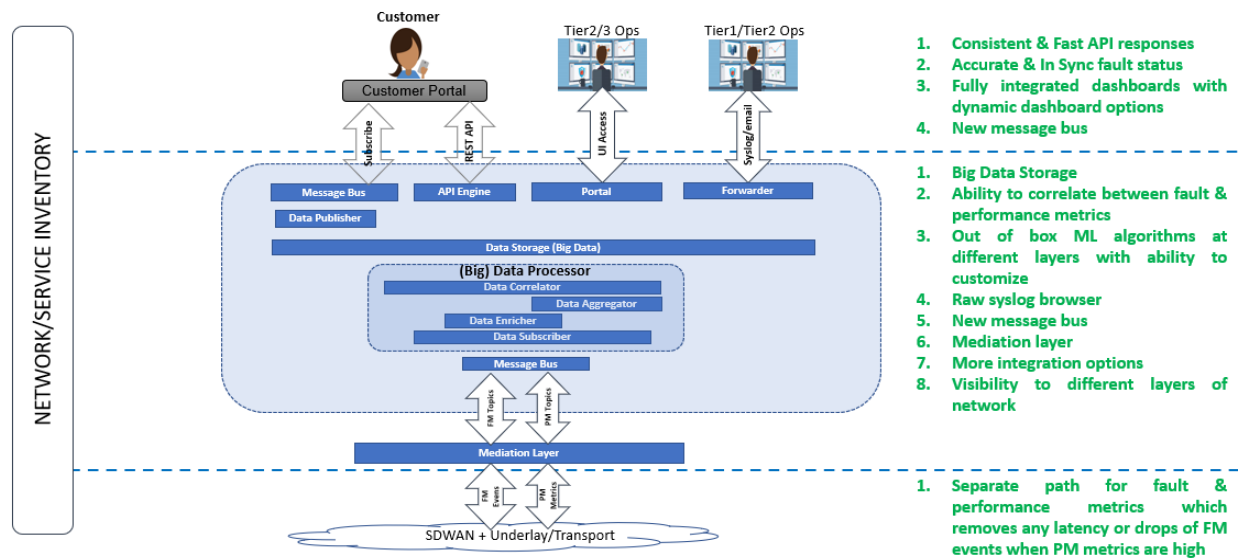 NETWORK/SERVICE INVENTORY
Customer
Customer Portal
Tier2/3 Ops
Tier1/Tier2 Ops
Subscribe
REST API
UI Access
Syslog/email
Message Bus
API Engine
Portal
Forwarder
Data Publisher
Data Storage (Big Data)
(Big) Data Processor
Data Correlator
Data Aggregator
Data Enricher
Data Subscriber
Message Bus
FM Topics
PM Topics
Mediation Layer
FM
Evens
PM
Metrics
SDWAN + Underlay/Transport
1. Consistent & Fast API responses
2. Accurate & In Sync fault status
3. Fully integrated dashboards with
dynamic dashboard options
4. New message bus
1. Big Data Storage
2. Ability to correlate between fault &
performance metrics
3. Out of box ML algorithms at
different layers with ability to
customize
4. Raw syslog browser
5. New message bus
6. Mediation layer
7. More integration options
8. Visibility to different layers of
network
1. Separate path for fault &
performance metrics which
removes any latency or drops of FM
events when PM metrics are high